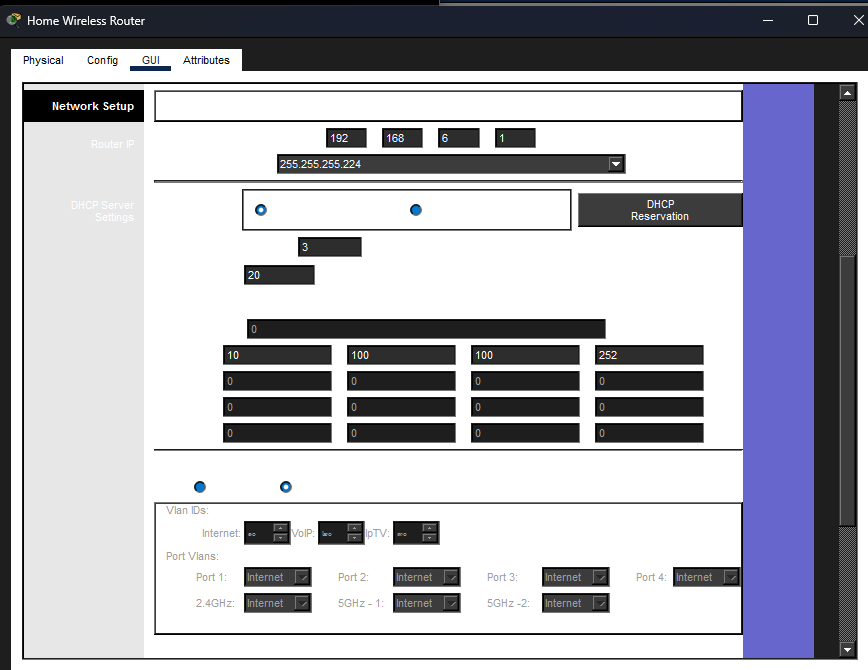 Home Wireless Router
Physical Config GUI Attributes
Network Setup
Router IP
192 168 6 1
255.255.255.224
DHCP Server
Settings
DHCP
Reservation
3
20
0
10 100 100 252
0 0 0 0
0 0 0 0
0 0 0 0
Vlan IDs:
Internet: VoIP: IpTV:
Port Vlans:
Port 1: Internet Port 2: Internet Port 3: Internet Port 4: Internet
2.4GHz: Internet 5GHz - 1: Internet 5GHz -2: Internet